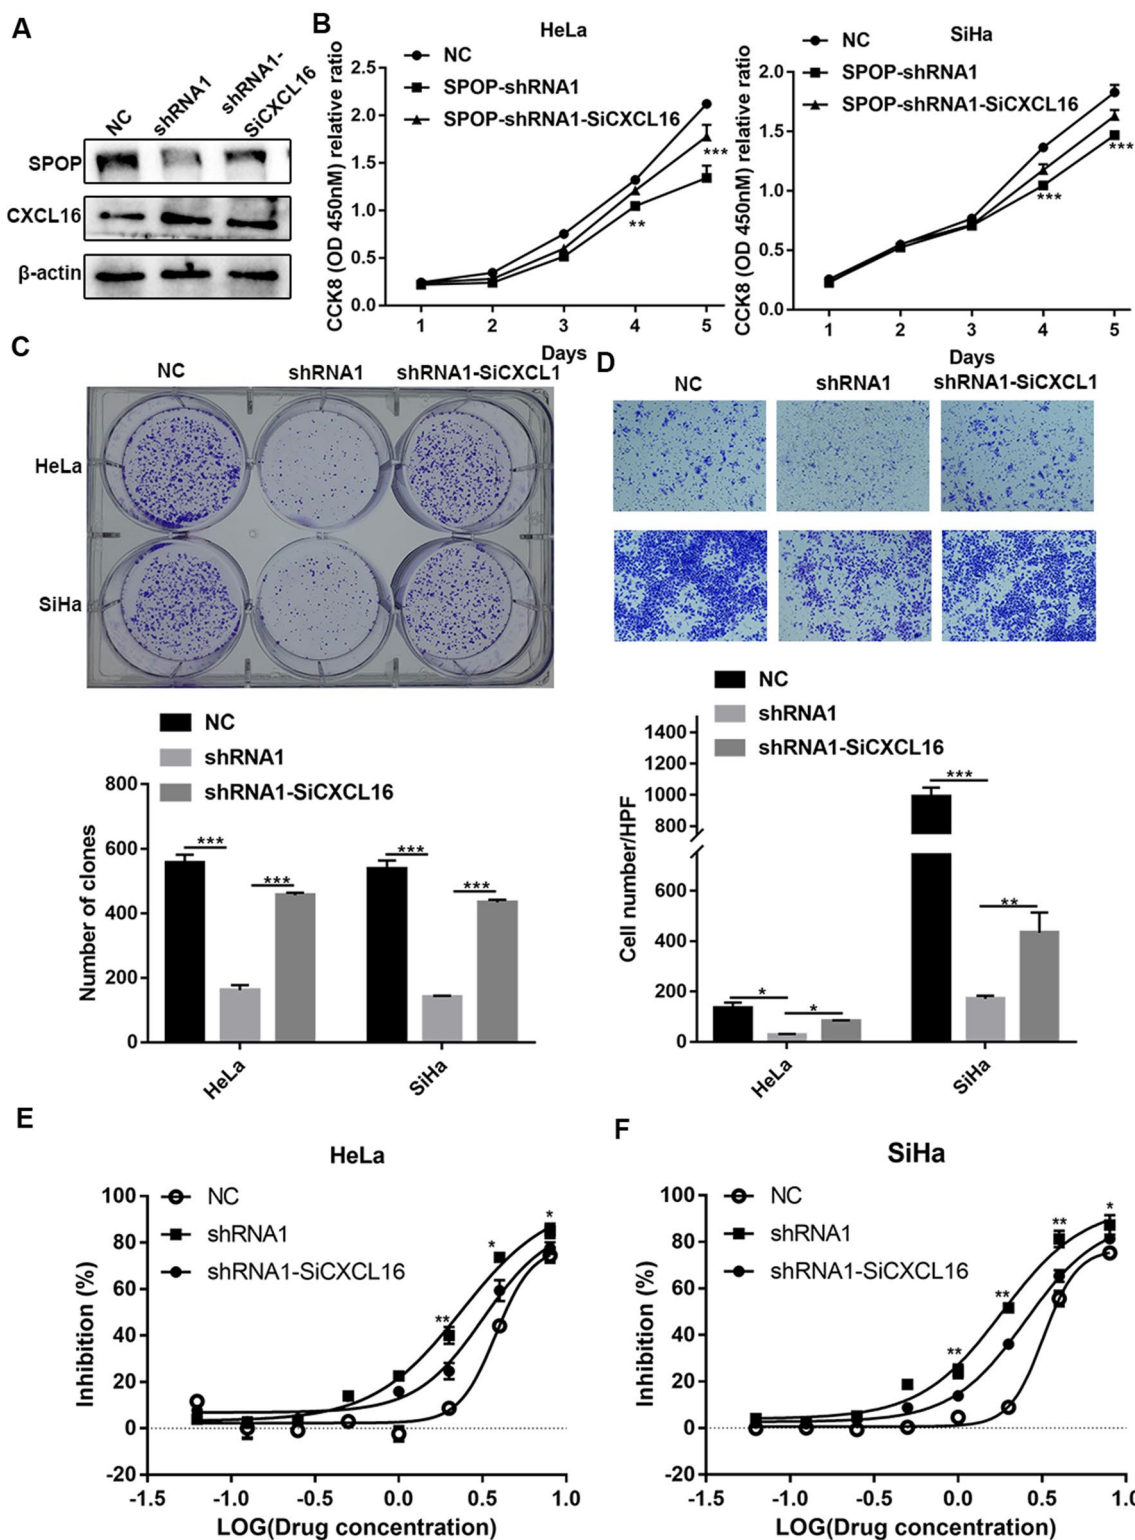 A
NC
shRNA1
shRNA1-
SiCXCL16
SPOP
CXCL16
β-actin
B
HeLa
NC
SPOP-shRNA1
SPOP-shRNA1-SiCXCL16
CCK8 (OD 450nM) relative ratio
2.5
2.0
1.5
1.0
0.5
0.0
***
**
1 2 3 4 5
Days
SiHa
NC
SPOP-shRNA1
SPOP-shRNA1-SiCXCL16
CCK8 (OD 450nM) relative ratio
2.0
1.5
1.0
0.5
0.0
***
***
1 2 3 4 5
Days
C
NC shRNA1 shRNA1-SiCXCL1
HeLa
SiHa
NC
shRNA1
shRNA1-SiCXCL16
Number of clones
800
600
400
200
0
*** *** *** ***
HeLa SiHa
D
NC shRNA1 shRNA1-SiCXCL1
NC
shRNA1
shRNA1-SiCXCL16
Cell number/HPF
1400
1200
1000
800
600
400
200
0
* * *** **
HeLa SiHa
E
HeLa
NC
shRNA1
shRNA1-SiCXCL16
Inhibition (%)
100
80
60
40
20
0
-20
** * *
-1.5 -1.0 -0.5 0.0 0.5 1.0
LOG(Drug concentration)
F
SiHa
NC
shRNA1
shRNA1-SiCXCL16
Inhibition (%)
100
80
60
40
20
0
-20
** ** ** *
-1.5 -1.0 -0.5 0.0 0.5 1.0
LOG(Drug concentration)